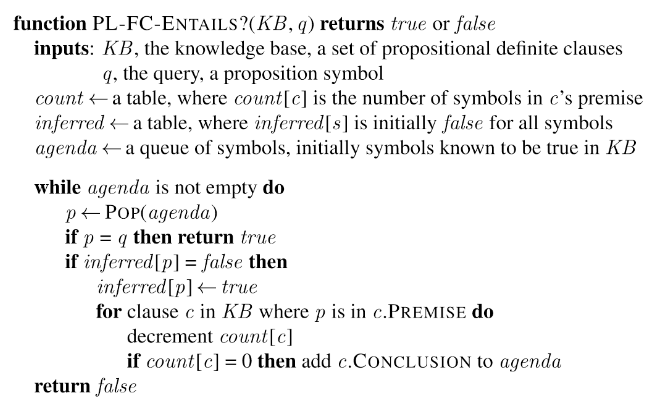 function PL-FC-ENTAILS?(KB, q) returns true or false
inputs: KB, the knowledge base, a set of propositional definite clauses
q, the query, a proposition symbol
count ← a table, where count[c] is the number of symbols in c's premise
inferred ← a table, where inferred[s] is initially false for all symbols
agenda ← a queue of symbols, initially symbols known to be true in KB
while agenda is not empty do
p ← POP(agenda)
if p = q then return true
if inferred[p] = false then
inferred[p] ← true
for clause c in KB where p is in c.PREMISE do
decrement count[c]
if count[c] = 0 then add c.CONCLUSION to agenda
return false